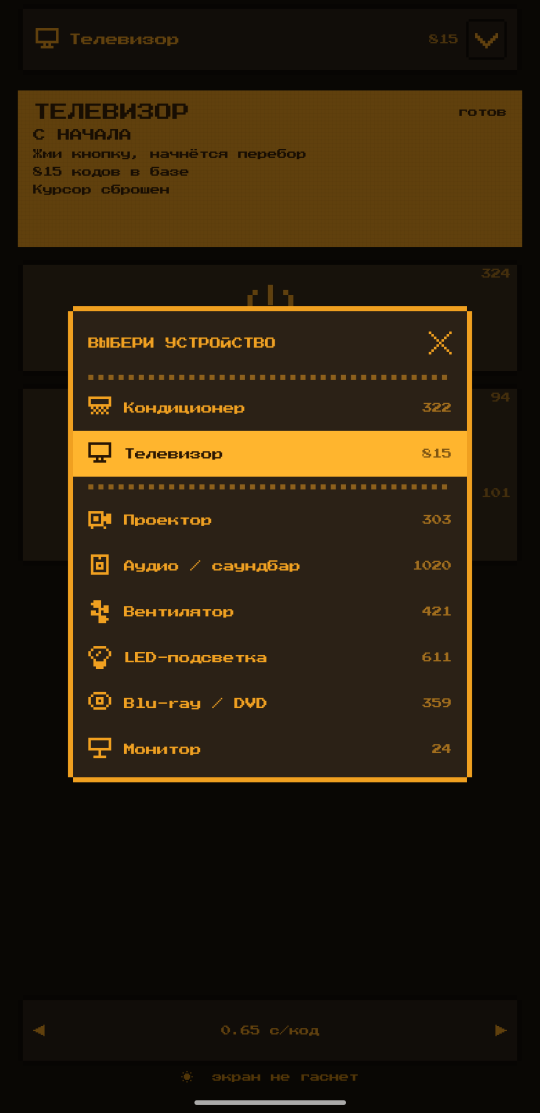 Телевизор 815
ТЕЛЕВИЗОР готов
С НАЧАЛА
Жми кнопку, начнётся перебор
815 кодов в базе
Курсор сброшен
324
ВЫБЕРИ УСТРОЙСТВО
94
Кондиционер 322
Телевизор 815
101
Проектор 303
Аудио / саундбар 1020
Вентилятор 421
LED-подсветка 611
Blu-ray / DVD 359
Монитор 24
0.65 с/код
экран не гаснет